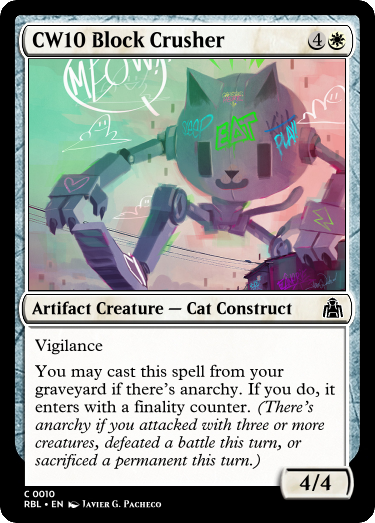 CW10 Block Crusher 4
MEOW!
PLAY
Artifact Creature — Cat Construct
Vigilance
You may cast this spell from your
graveyard if there's anarchy. If you do, it
enters with a finality counter. (There's
anarchy if you attacked with three or more
creatures, defeated a battle this turn, or
sacrificed a permanent this turn.)
4/4
C 0010
RBL • EN Javier G. Pacheco